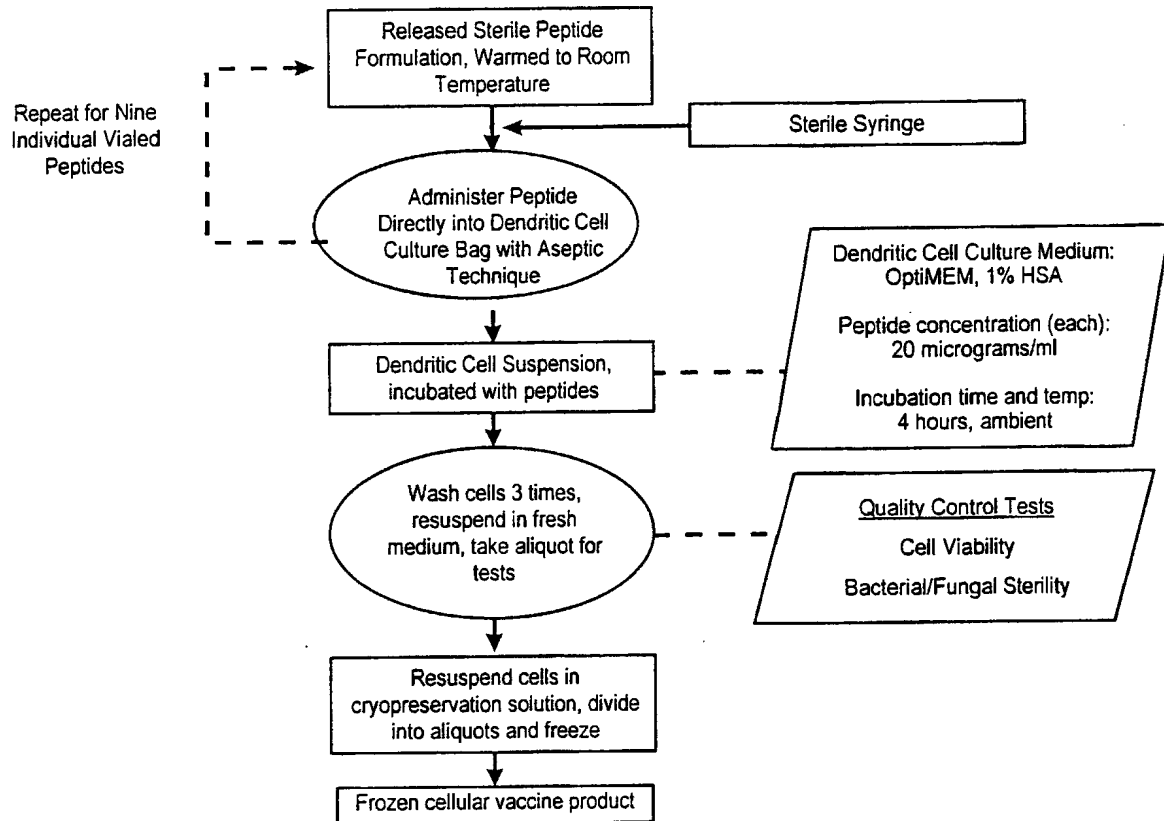 Released Sterile Peptide
Formulation, Warmed to Room
Temperature
Repeat for Nine
Individual Vialed
Peptides
Sterile Syringe
Administer Peptide
Directly into Dendritic Cell
Culture Bag with Aseptic
Technique
Dendritic Cell Culture Medium:
OptiMEM, 1% HSA
Peptide concentration (each):
20 micrograms/ml
Incubation time and temp:
4 hours, ambient
Dendritic Cell Suspension,
incubated with peptides
Wash cells 3 times,
resuspend in fresh
medium, take aliquot for
tests
Quality Control Tests
Cell Viability
Bacterial/Fungal Sterility
Resuspend cells in
cryopreservation solution, divide
into aliquots and freeze
Frozen cellular vaccine product